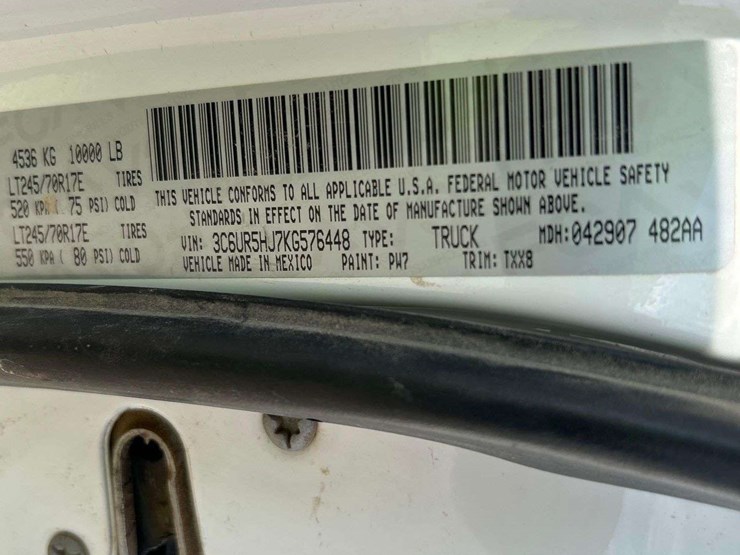 4536 KG 10000 LB
LT245/70R17E TIRES
520 KPA ( 75 PSI) COLD
LT245/70R17E TIRES
550 KPA ( 80 PSI) COLD
THIS VEHICLE CONFORMS TO ALL APPLICABLE U.S.A. FEDERAL MOTOR VEHICLE SAFETY
STANDARDS IN EFFECT ON THE DATE OF MANUFACTURE SHOWN ABOVE.
VIN: 3C6UR5HJ7KG576448 TYPE: TRUCK MDH:042907 482AA
VEHICLE MADE IN MEXICO PAINT: PW7 TRIM: TXX8